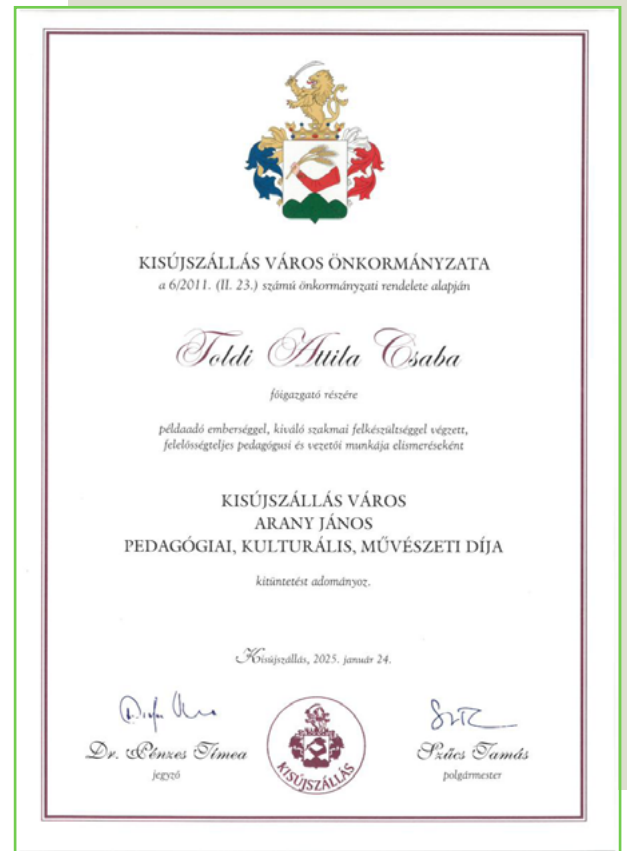 KISÚJSZÁLLÁS VÁROS ÖNKORMÁNYZATA
a 6/2011. (II. 23.) számú önkormányzati rendelete alapján
Toldi Attila Csaba
főigazgató részére
példaadó emberséggel, kiváló szakmai felkészültséggel végzett,
felelősségteljes pedagógusi és vezetői munkája elismeréseként
KISÚJSZÁLLÁS VÁROS
ARANY JÁNOS
PEDAGÓGIAI, KULTURÁLIS, MŰVÉSZETI DÍJA
kitüntetést adományoz.
Kisújszállás, 2025. január 24.
Dr. Pénzes Tímea
jegyző
KISÚJSZÁLLÁS
Szűcs Tamás
polgármester